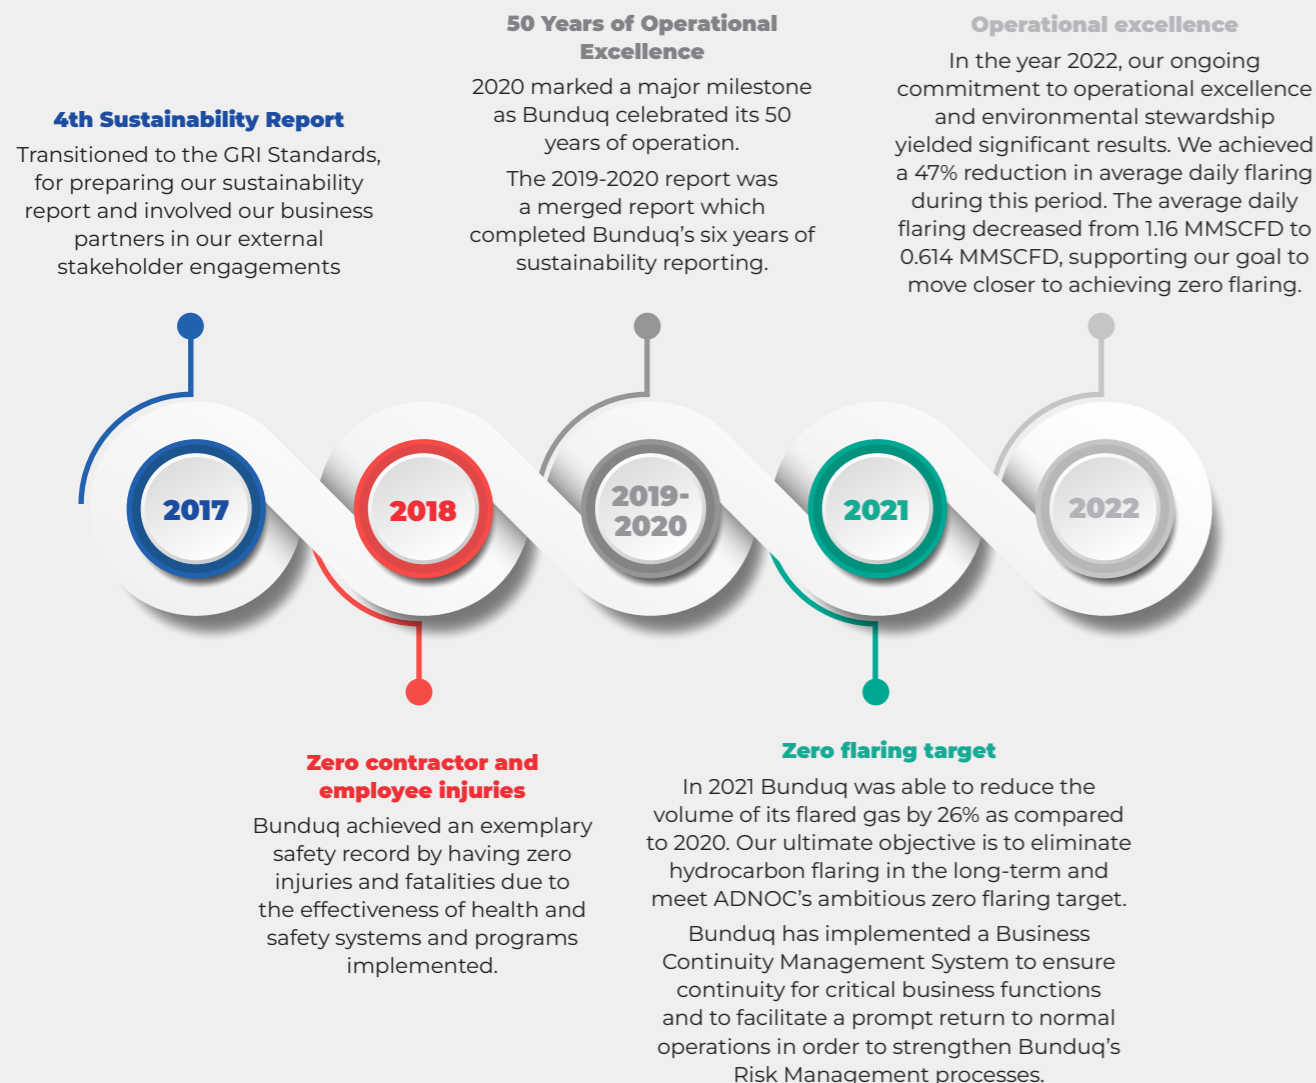 4th Sustainability Report
Transitioned to the GRI Standards,
for preparing our sustainability
report and involved our business
partners in our external
stakeholder engagements
50 Years of Operational
Excellence
2020 marked a major milestone
as Bunduq celebrated its 50
years of operation.
The 2019-2020 report was
a merged report which
completed Bunduq’s six years of
sustainability reporting.
Operational excellence
In the year 2022, our ongoing
commitment to operational excellence
and environmental stewardship
yielded significant results. We achieved
a 47% reduction in average daily flaring
during this period. The average daily
flaring decreased from 1.16 MMSCFD to
0.614 MMSCFD, supporting our goal to
move closer to achieving zero flaring.
2017
2018
2019-
2020
2021
2022
Zero contractor and
employee injuries
Bunduq achieved an exemplary
safety record by having zero
injuries and fatalities due to
the effectiveness of health and
safety systems and programs
implemented.
Zero flaring target
In 2021 Bunduq was able to reduce the
volume of its flared gas by 26% as compared
to 2020. Our ultimate objective is to eliminate
hydrocarbon flaring in the long-term and
meet ADNOC’s ambitious zero flaring target.
Bunduq has implemented a Business
Continuity Management System to ensure
continuity for critical business functions
and to facilitate a prompt return to normal
operations in order to strengthen Bunduq’s
Risk Management processes.